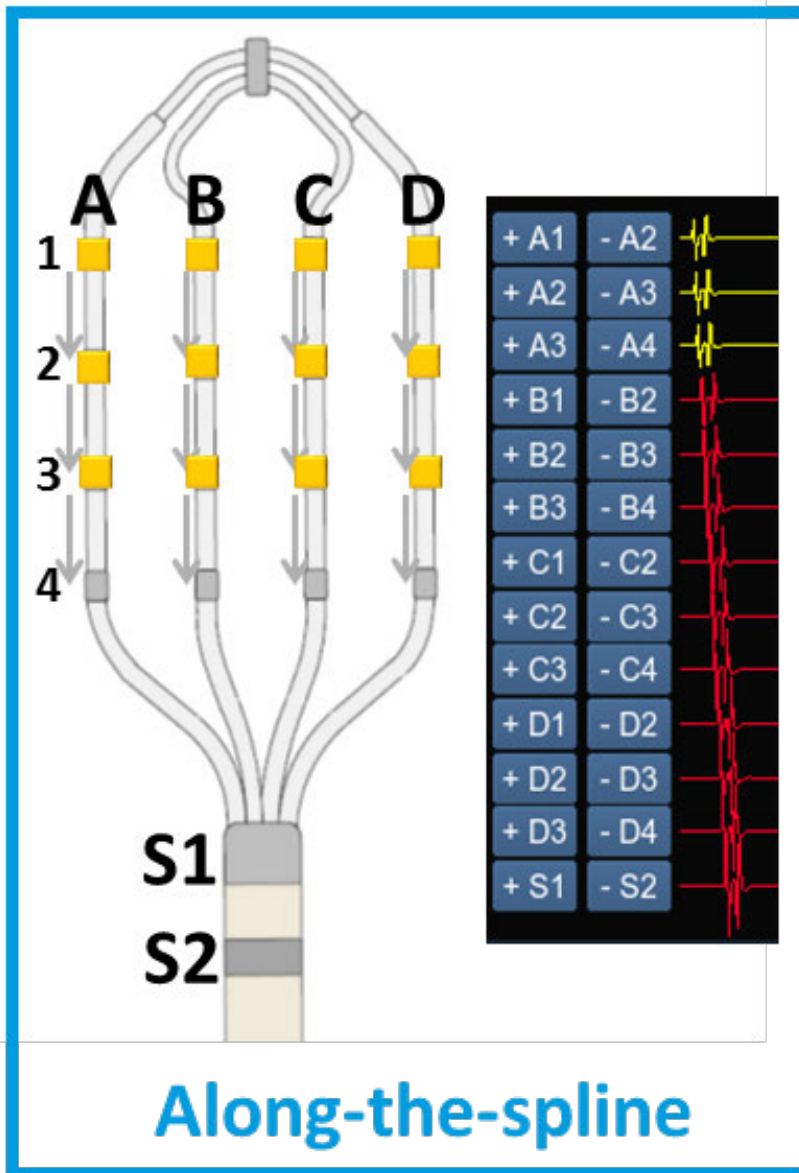 A B C D
1
2
3
4
S1
S2
+ A1 - A2
+ A2 - A3
+ A3 - A4
+ B1 - B2
+ B2 - B3
+ B3 - B4
+ C1 - C2
+ C2 - C3
+ C3 - C4
+ D1 - D2
+ D2 - D3
+ D3 - D4
+ S1 - S2
Along-the-spline